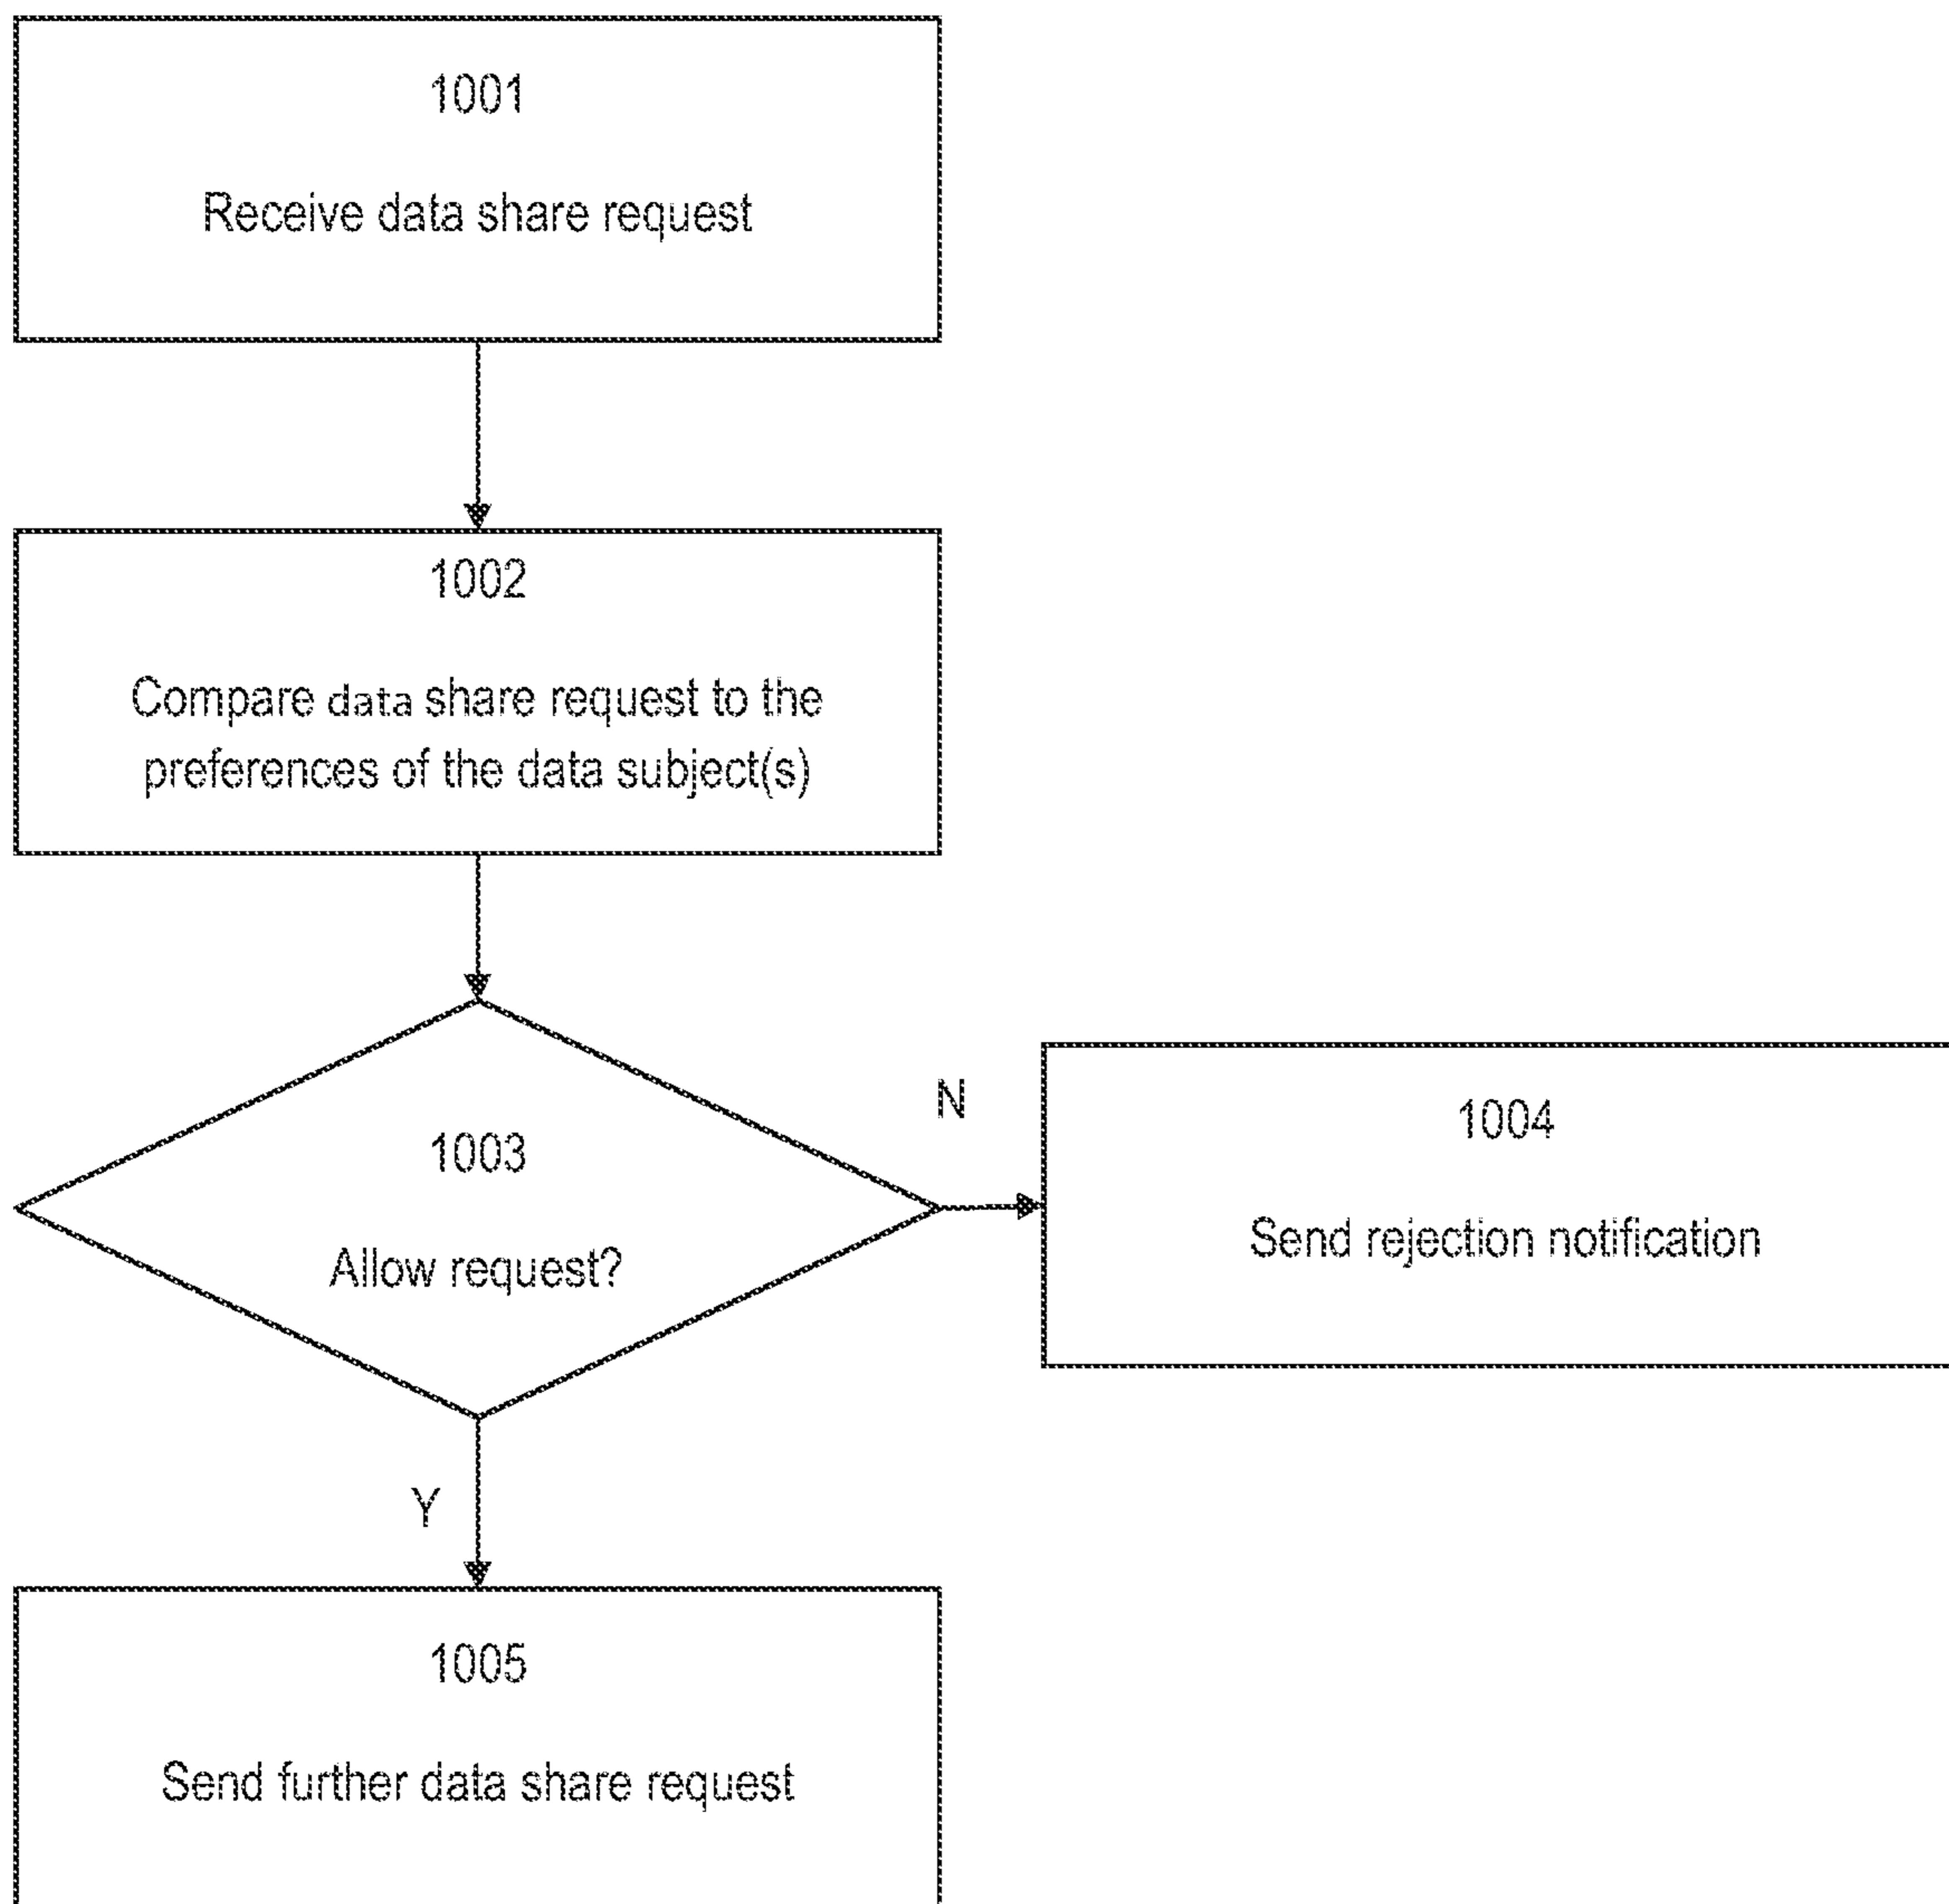 1001
Receive data share request
1002
Compare data share request to the
preferences of the data subject(s)
1003
Allow request?
N
1004
Send rejection notification
Y
1005
Send further data share request